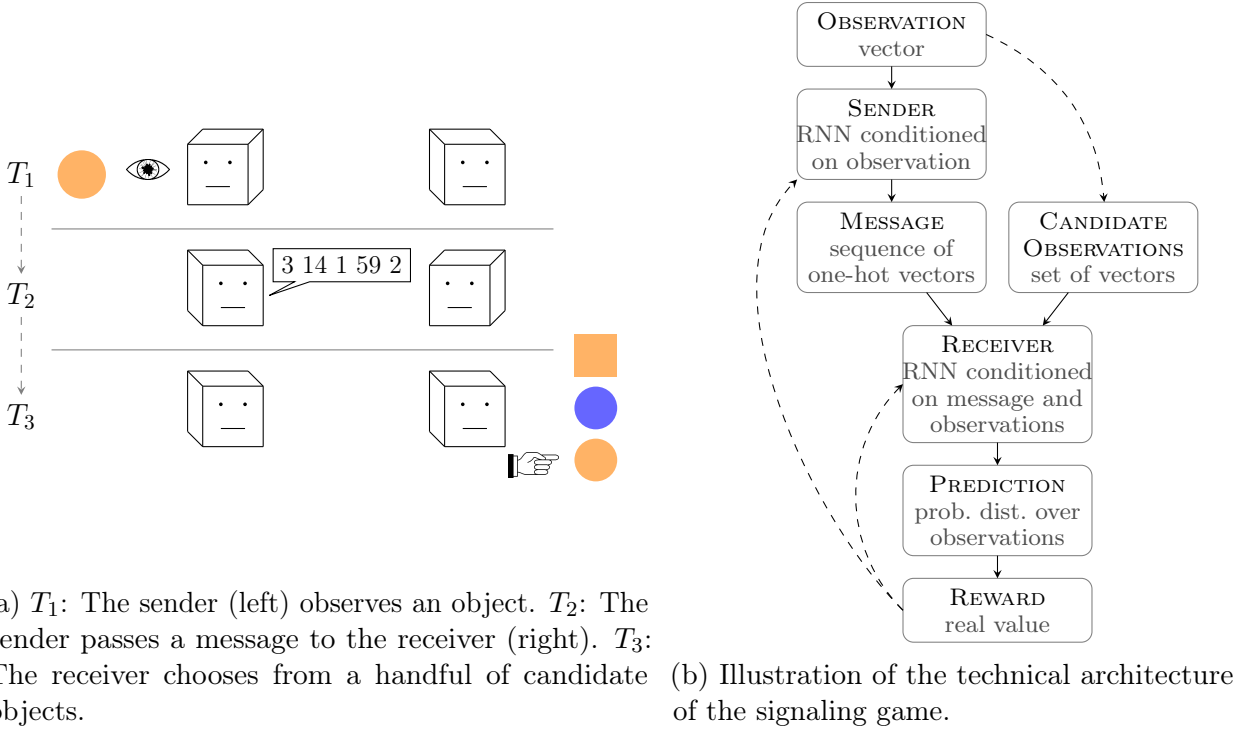 T₁
T₂
3 14 1 59 2
T₃
a) T₁: The sender (left) observes an object. T₂: The
sender passes a message to the receiver (right). T₃:
The receiver chooses from a handful of candidate
objects.
OBSERVATION
vector
SENDER
RNN conditioned
on observation
MESSAGE
sequence of
one-hot vectors
CANDIDATE
OBSERVATIONS
set of vectors
RECEIVER
RNN conditioned
on message and
observations
PREDICTION
prob. dist. over
observations
REWARD
real value
(b) Illustration of the technical architecture
of the signaling game.